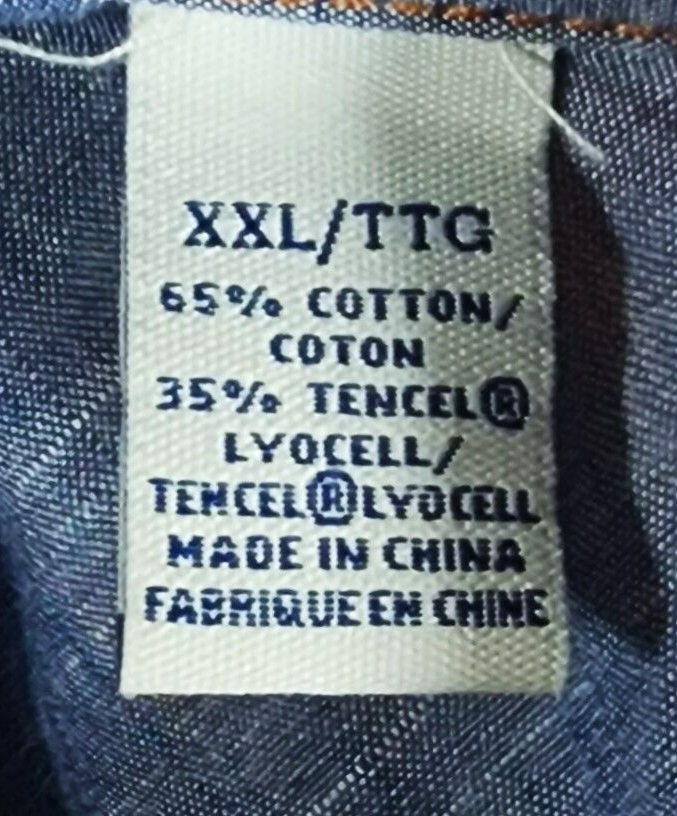 XXL/TTG
65% COTTON/
COTON
35% TENCEL®
LYOCELL/
TENCEL®LYOCELL
MADE IN CHINA
FABRIQUE EN CHINE